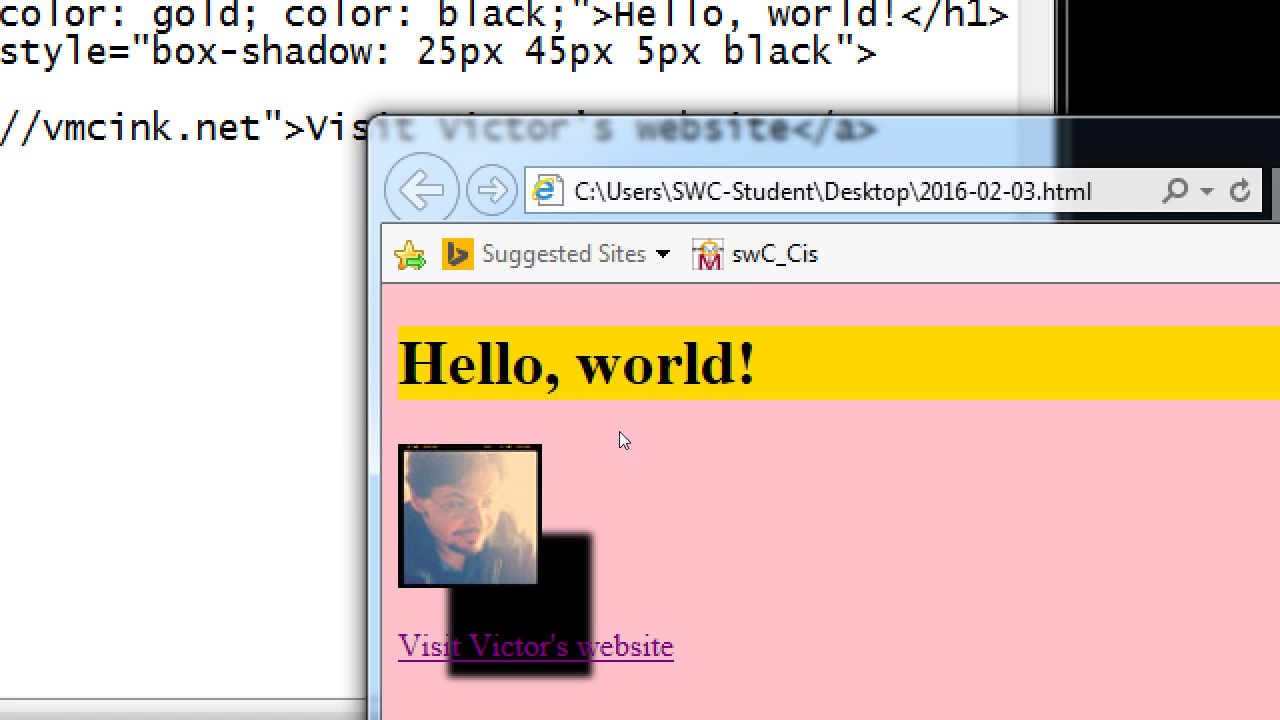 color: gold; color: black;">Hello, world!</h1>
style="box-shadow: 25px 45px 5px black">
//vmcink.net">Visit Victor's website</a>
C:\Users\SWC-Student\Desktop\2016-02-03.html
Suggested Sites swC_Cis
Hello, world!
Visit Victor's website